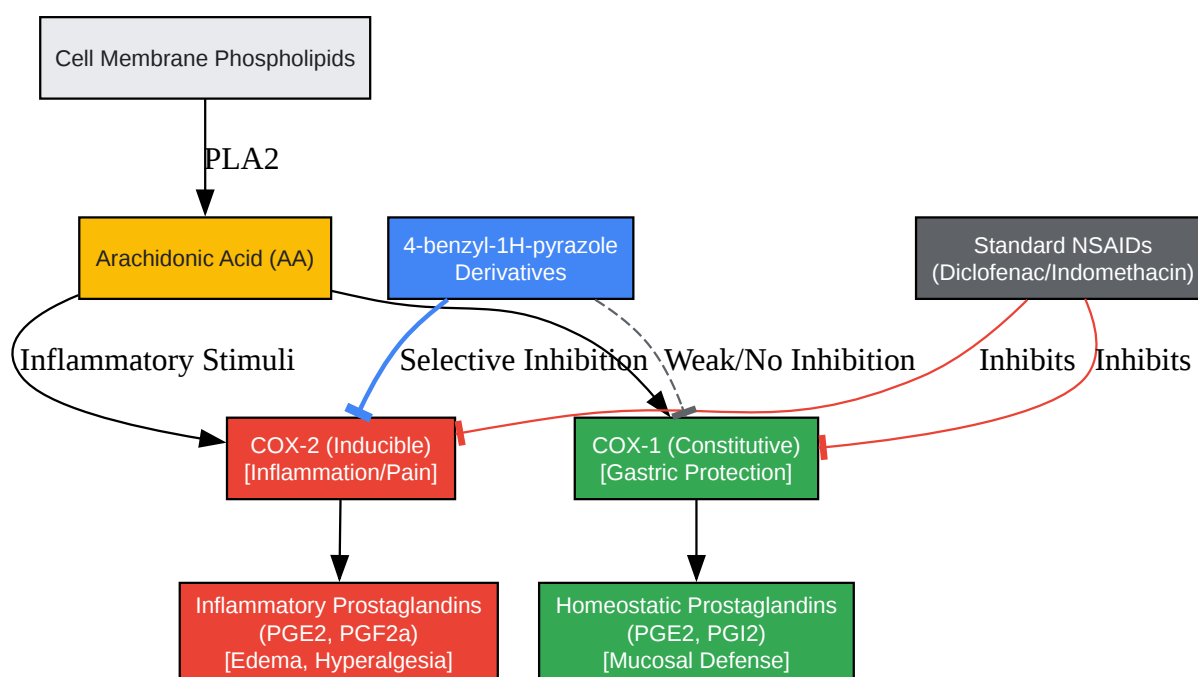 Cell Membrane Phospholipids
PLA2
Arachidonic Acid (AA)
4-benzyl-1H-pyrazole
Derivatives
Standard NSAIDs
(Diclofenac/Indomethacin)
Inflammatory Stimuli
Selective Inhibition
Weak/No Inhibition
Inhibits
Inhibits
COX-2 (Inducible)
[Inflammation/Pain]
COX-1 (Constitutive)
[Gastric Protection]
Inflammatory Prostaglandins
(PGE2, PGF2a)
[Edema, Hyperalgesia]
Homeostatic Prostaglandins
(PGE2, PGI2)
[Mucosal Defense]